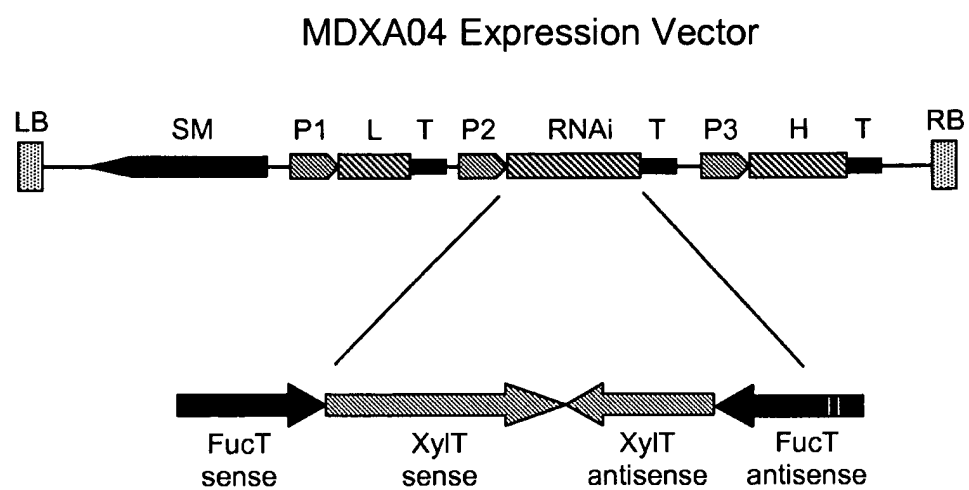 MDXA04 Expression Vector
LB SM P1 L T P2 RNAi T P3 H T RB
FucT sense
XylT sense
XylT antisense
FucT antisense